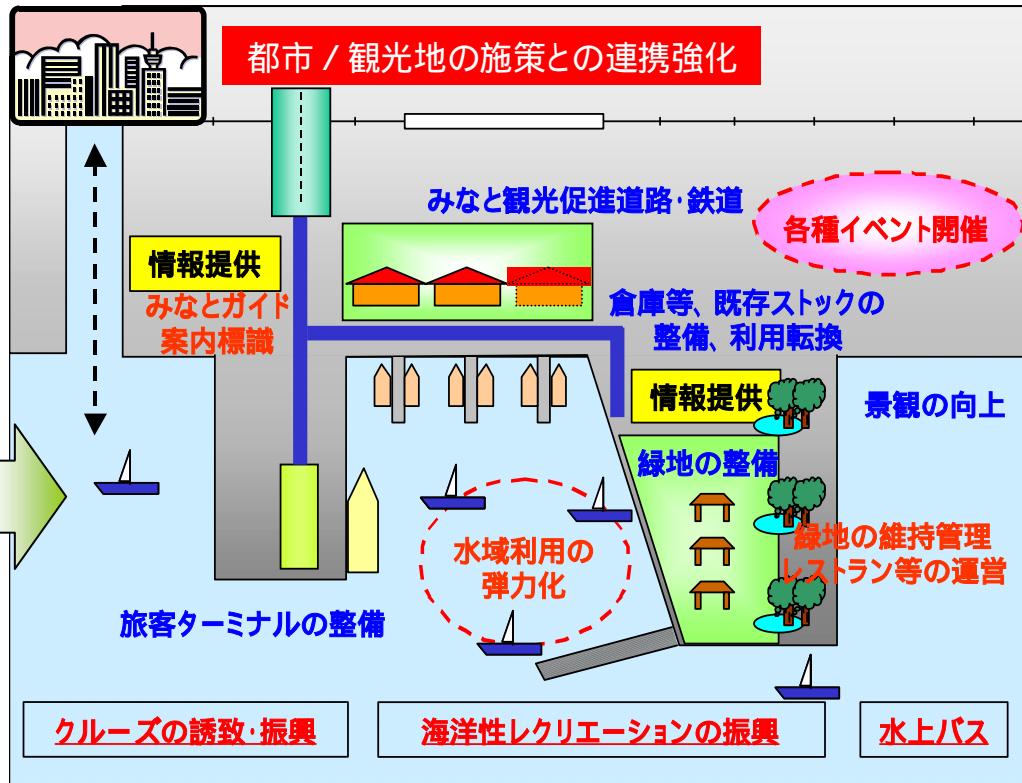 都市 / 観光地の施策との連携強化
みなと観光促進道路・鉄道
各種イベント開催
情報提供
みなとガイド
案内標識
倉庫等、既存ストックの
整備、利用転換
情報提供
景観の向上
緑地の整備
水域利用の
弾力化
緑地の維持管理
レストラン等の運営
旅客ターミナルの整備
クルーズの誘致・振興
海洋性レクリエーションの振興
水上バス